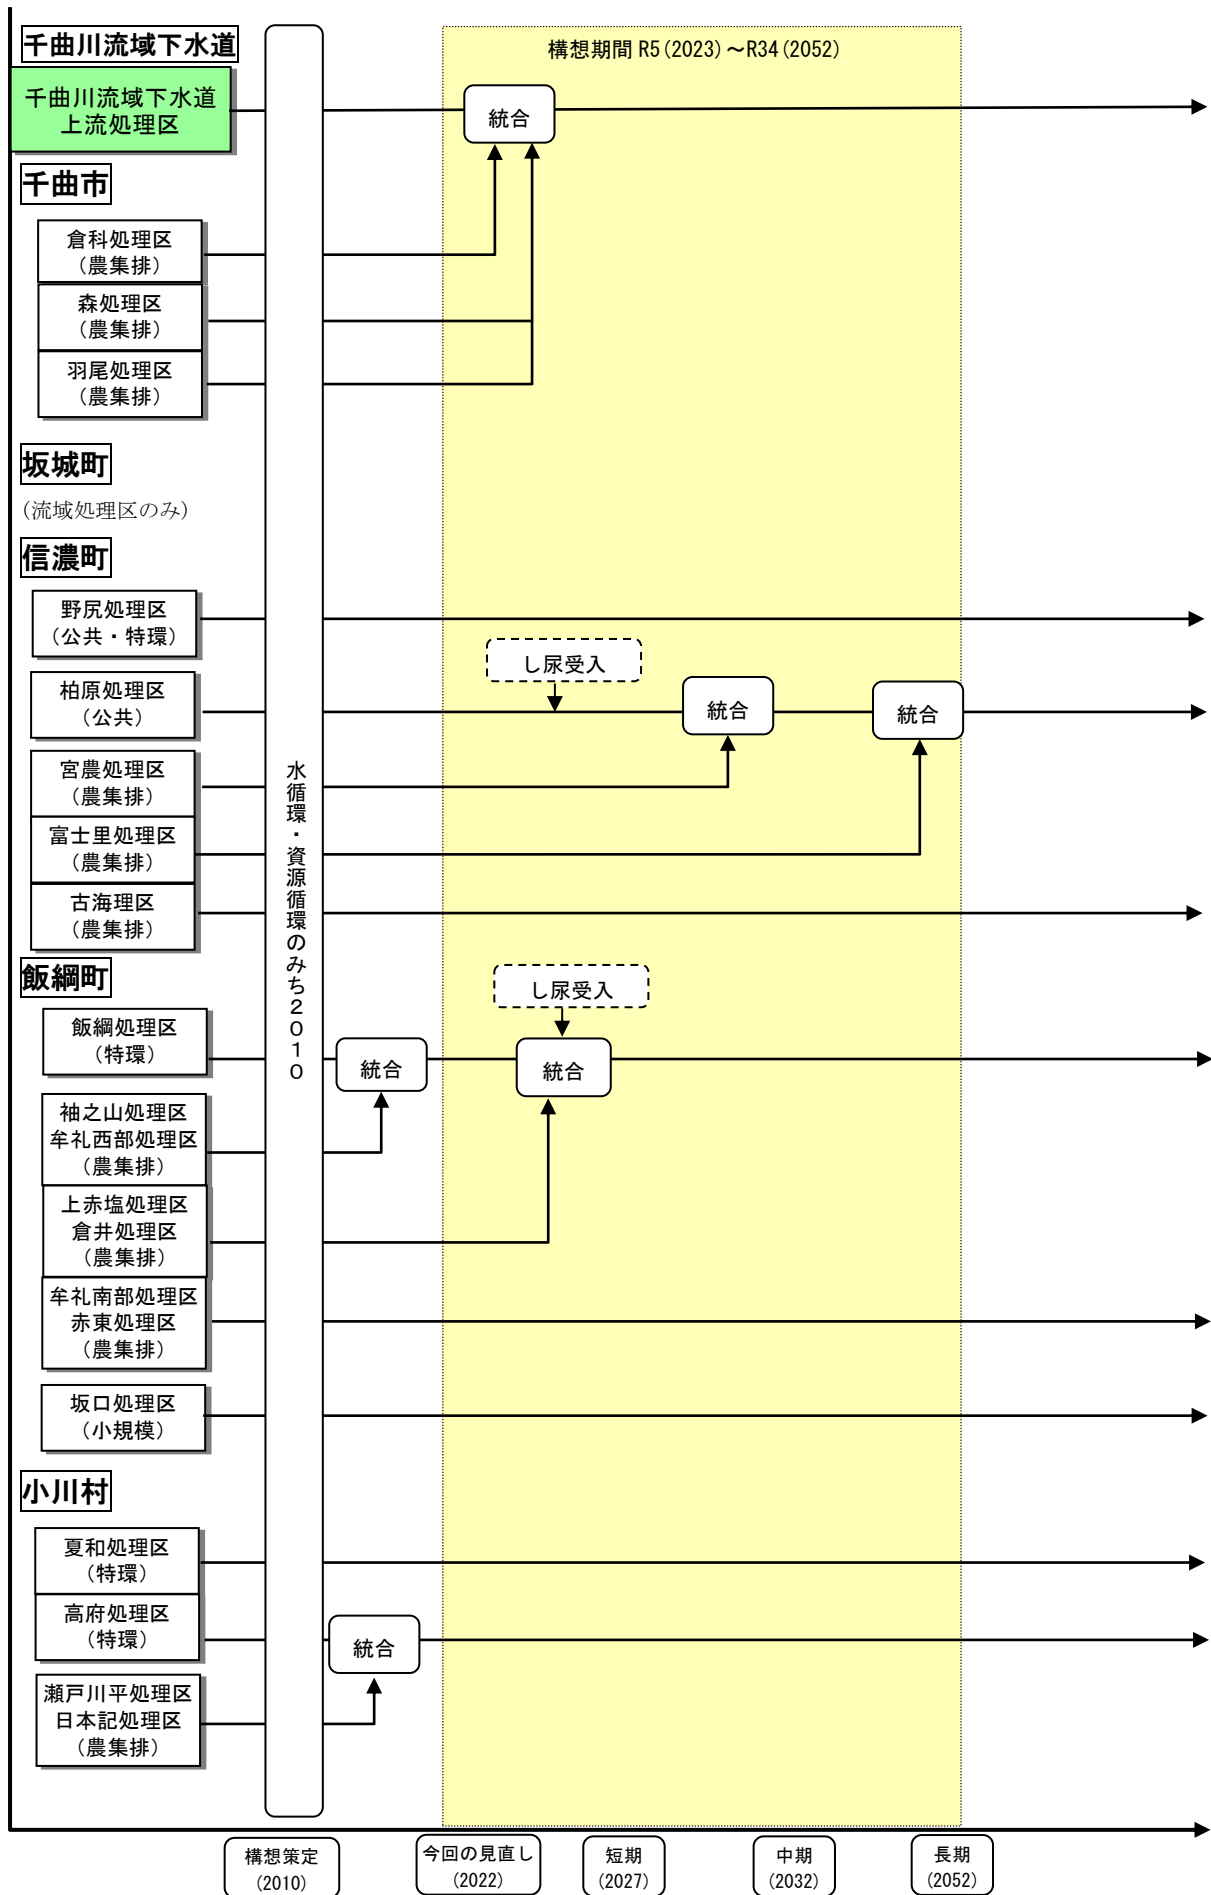 千曲川流域下水道
構想期間 R5(2023)~R34(2052)
千曲川流域下水道
上流処理区
統合
千曲市
倉科処理区
(農集排)
森処理区
(農集排)
羽尾処理区
(農集排)
坂城町
(流域処理区のみ)
信濃町
野尻処理区
(公共・特環)
し尿受入
柏原処理区
(公共)
統合
統合
宮農処理区
(農集排)
富士里処理区
(農集排)
古海理区
(農集排)
水循環・資源循環のみち2010
飯綱町
し尿受入
飯綱処理区
(特環)
統合
統合
袖之山処理区
牟礼西部処理区
(農集排)
上赤塩処理区
倉井処理区
(農集排)
牟礼南部処理区
赤東処理区
(農集排)
坂口処理区
(小規模)
小川村
夏和処理区
(特環)
高府処理区
(特環)
統合
瀬戸川平処理区
日本記処理区
(農集排)
構想策定
(2010)
今回の見直し
(2022)
短期
(2027)
中期
(2032)
長期
(2052)